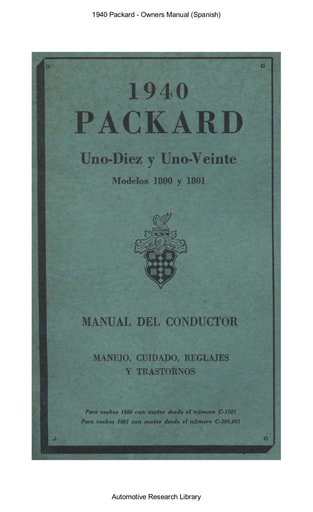 1940 Packard - Owners Manual (Spanish)
1940
PACKARD
Uno-Diez y Uno-Veinte
Modelos 1800 y 1801
MANUAL DEL CONDUCTOR
MANEJO, CUIDADO, REGLAJES
Y TRASTORNOS
Para coches 1800 con motor desde el número C-1501
Para coches 1801 con motor desde el número C-300,001
Automotive Research Library